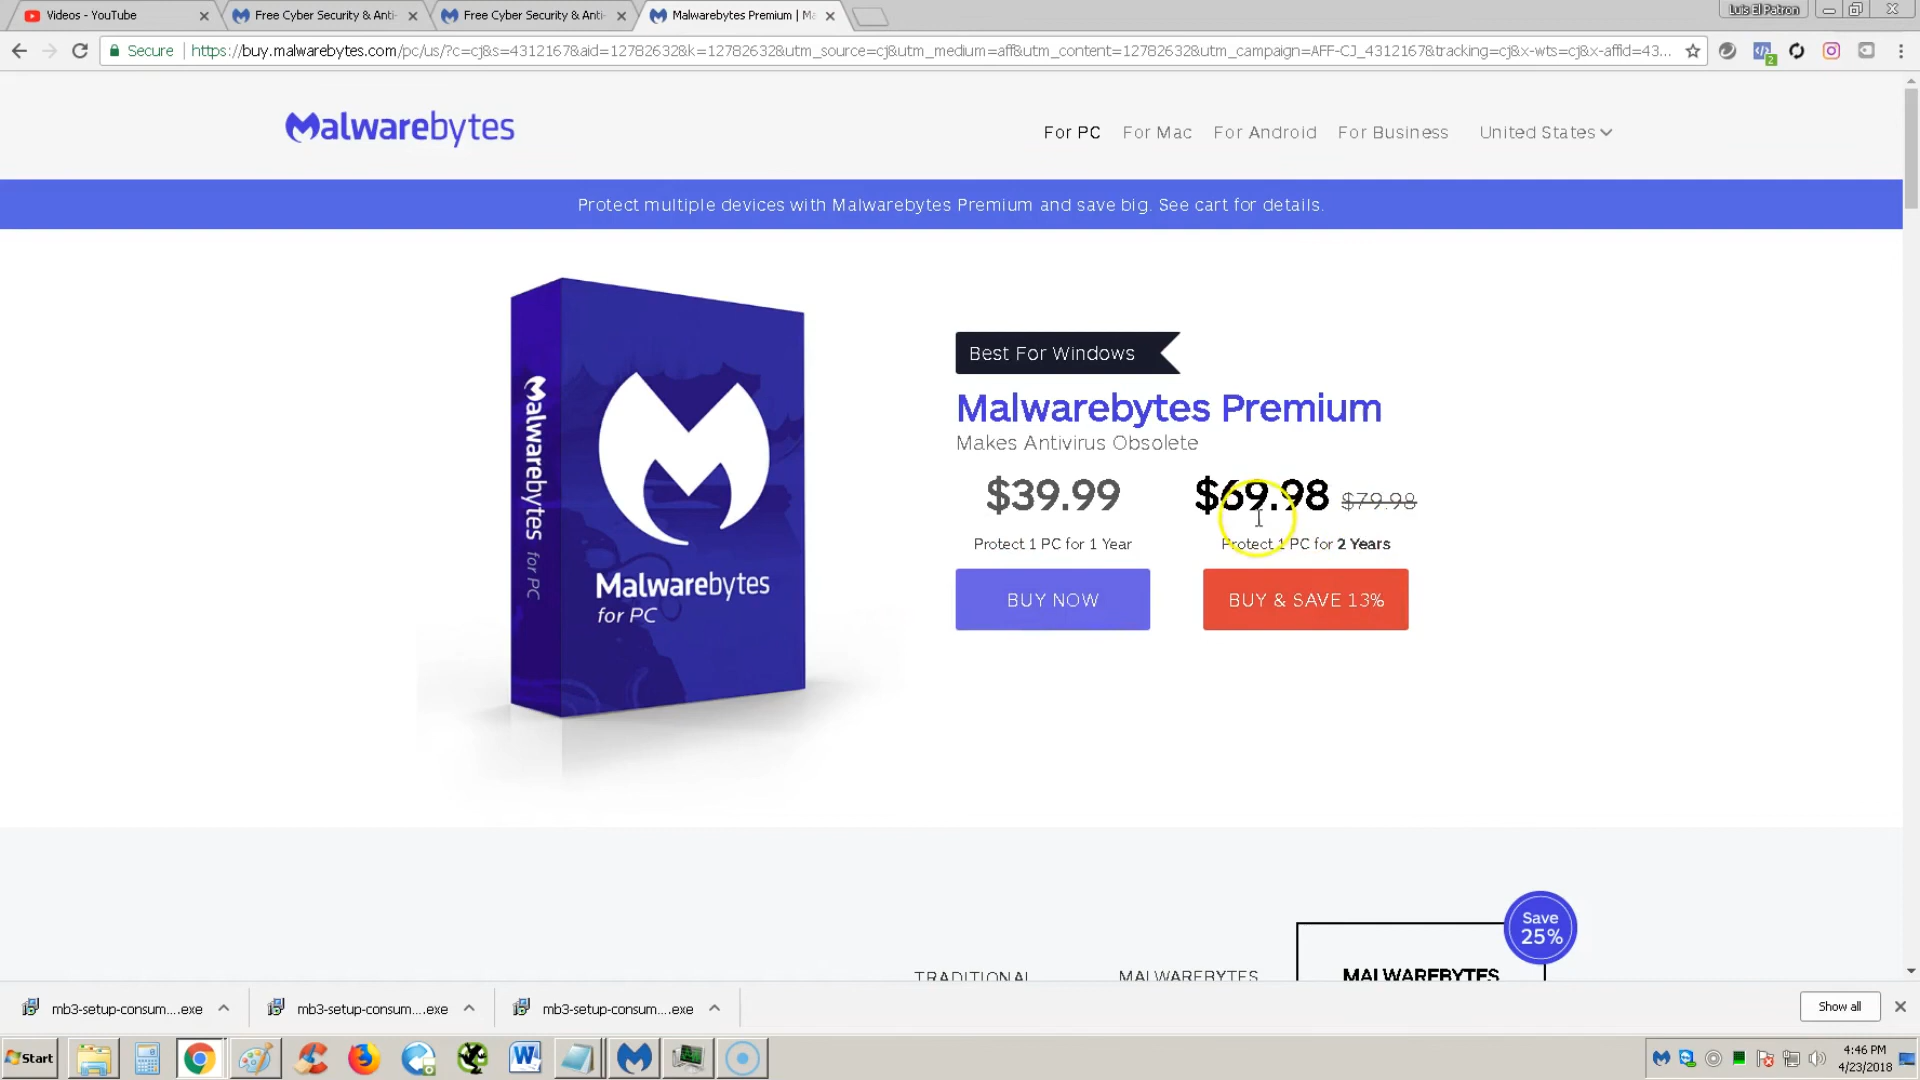 Videos - YouTube
Free Cyber Security & Anti-
Free Cyber Security & Anti-
Malwarebytes Premium | Ma
Luis El Patron
Secure
https://buy.malwarebytes.com/pc/us/?c=cj&s=4312167&aid=12782632&k=12782632&utm_source=cj&utm_medium=aff&utm_content=12782632&utm_campaign=AFF-CJ_4312167&tracking=cj&x-wts=cj&x-affid=43...
2
Malwarebytes
For PC
For Mac
For Android
For Business
United States
Protect multiple devices with Malwarebytes Premium and save big. See cart for details.
Malwarebytes for PC
Malwarebytes
for PC
Best For Windows
Malwarebytes Premium
Makes Antivirus Obsolete
$39.99
$69.98 $79.98
Protect 1 PC for 1 Year
Protect 1 PC for 2 Years
BUY NOW
BUY & SAVE 13%
Save
25%
TRADITIONAL
MALWAREBYTES
MALWAREBYTES
mb3-setup-consum....exe
mb3-setup-consum....exe
mb3-setup-consum....exe
Show all
Start
4:46 PM
4/23/2018